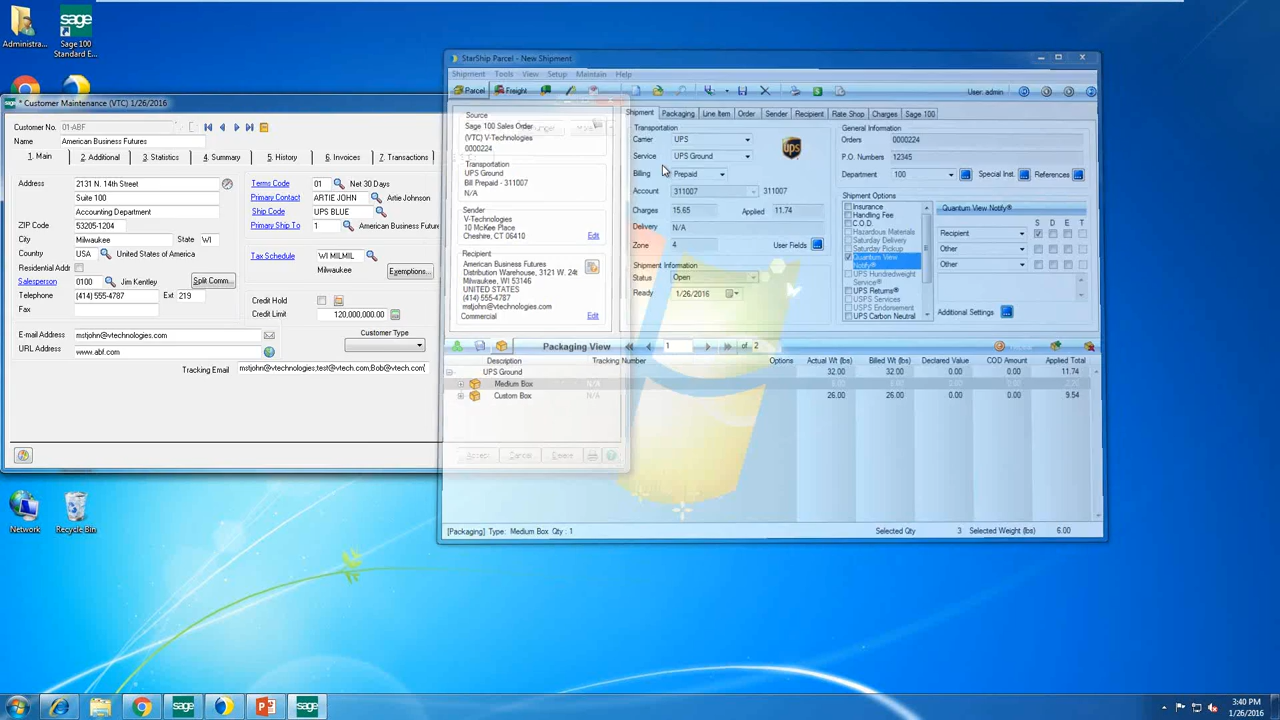 Administra...
Sage 100
Standard E...
sage
* Customer Maintenance (VTC) 1/26/2016
Customer No. 01-ABF
Name American Business Futures
1. Main 2. Additional 3. Statistics 4. Summary 5. History 6. Invoices 7. Transactions
Address 2131 N. 14th Street
Suite 100
Accounting Department
ZIP Code 53205-1204
City Milwaukee State WI
Country USA United States of America
Residential Addr
Salesperson 0100 Jim Kentley Split Comm...
Telephone (414) 555-4787 Ext 219
Fax
E-mail Address mstjohn@vtechnologies.com
URL Address www.abf.com
Terms Code 01 Net 30 Days
Primary Contact ARTIE JOHN Artie Johnson
Ship Code UPS BLUE
Primary Ship To 1 American Business Futures
Tax Schedule WI MILMIL
Milwaukee Exemptions...
Credit Hold
Credit Limit 120,000,000.00
Customer Type
Tracking Email mstjohn@vtechnologies,test@vtech.com,Bob@vtech.com
Accept Cancel Delete
StarShip Parcel - New Shipment
Shipment Tools View Setup Maintain Help
Parcel Freight User: admin
Source
Sage 100 Sales Order
(VTC) V-Technologies
0000224
Transportation
UPS Ground
Bill Prepaid - 311007
N/A
Sender
V-Technologies
10 McKee Place
Cheshire, CT 06410 Edit
Recipient
American Business Futures
Distribution Warehouse, 3121 W. 24t
Milwaukee, WI 53146
UNITED STATES
(414) 555-4787
mstjohn@vtechnologies.com
Commercial Edit
Shipment Packaging Line Item Order Sender Recipient Rate Shop Charges Sage 100
Transportation
Carrier UPS
Service UPS Ground
Billing Prepaid
Account 311007 311007
Charges 15.65 Applied 11.74
Delivery N/A
Zone 4 User Fields
Shipment Information
Status Open
Ready 1/26/2016
General Information
Orders 0000224
P.O. Numbers 12345
Department 100 Special Inst. References
Shipment Options
Insurance
Handling Fee
C.O.D.
Hazardous Materials
Saturday Delivery
Saturday Pickup
Quantum View
Notify®
UPS Hundredweight
Service®
UPS Returns®
UPS Services
UPS Endorsement
UPS Carbon Neutral
Quantum View Notify®
S D E T
Recipient
Other
Other
Additional Settings
Packaging View 1 of 2
Description Tracking Number Options Actual Wt (lbs) Billed Wt (lbs) Declared Value COD Amount Applied Total
UPS Ground 32.00 32.00 0.00 0.00 11.74
Medium Box N/A
Custom Box N/A 26.00 26.00 0.00 0.00 9.54
[Packaging] Type: Medium Box Qty : 1 Selected Qty 3 Selected Weight (lbs) 6.00
Network
Recycle Bin
sage
sage
3:40 PM
1/26/2016